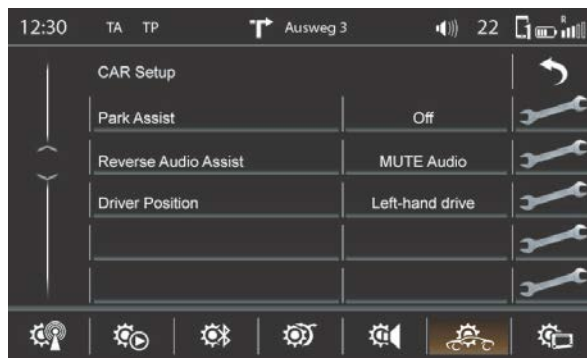 12:30 TA TP Ausweg 3 22 1 R
CAR Setup
Park Assist Off
Reverse Audio Assist MUTE Audio
Driver Position Left-hand drive